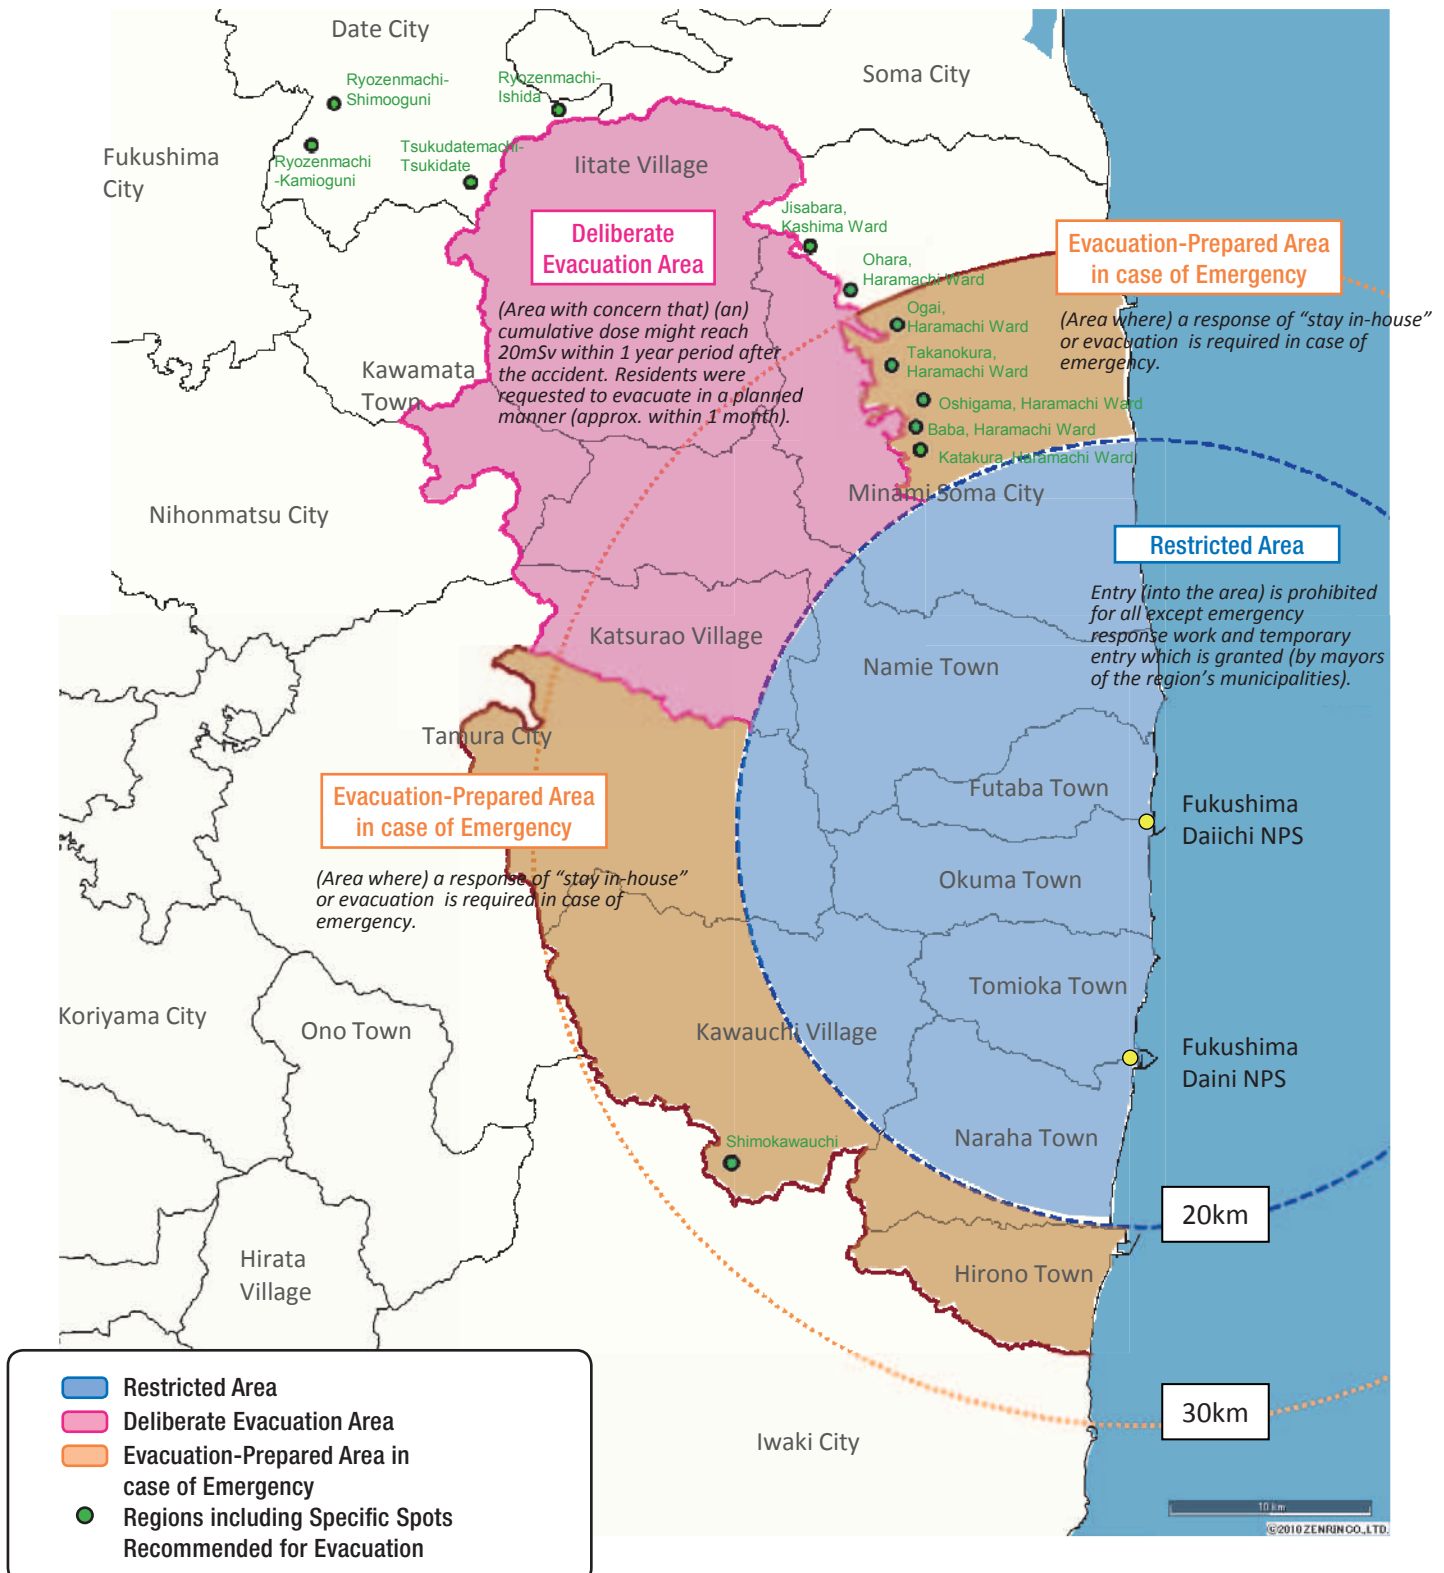 Date City
Soma City
Ryozenmachi-
Shimooguni
Ryozenmachi-
Ishida
Fukushima
City
Ryozenmachi
-Kamioguni
Tsukudatemachi-
Tsukidate
Iitate Village
Jisabara,
Kashima Ward
Deliberate
Evacuation Area
Evacuation-Prepared Area
in case of Emergency
Ohara,
Haramachi Ward
(Area with concern that) (an)
cumulative dose might reach
20mSv within 1 year period after
the accident. Residents were
requested to evacuate in a planned
manner (approx. within 1 month).
Ogai,
Haramachi Ward
(Area where) a response of “stay in-house”
or evacuation  is required in case of
emergency.
Takanokura,
Haramachi Ward
Kawamata
Town
Oshigama, Haramachi Ward
Baba, Haramachi Ward
Katakura, Haramachi Ward
Minami Soma City
Nihonmatsu City
Restricted Area
Entry (into the area) is prohibited
for all except emergency
response work and temporary
entry which is granted (by mayors
of the region’s municipalities).
Katsurao Village
Namie Town
Tamura City
Evacuation-Prepared Area
in case of Emergency
Futaba Town
Fukushima
Daiichi NPS
(Area where) a response of “stay in-house”
or evacuation  is required in case of
emergency.
Okuma Town
Tomioka Town
Koriyama City
Ono Town
Kawauchi Village
Fukushima
Daini NPS
Shimokawauchi
Naraha Town
20km
Hirata
Village
Hirono Town
Restricted Area
Deliberate Evacuation Area
Evacuation-Prepared Area in
case of Emergency
Regions including Specific Spots
Recommended for Evacuation
30km
Iwaki City
10 km
©2010 ZENRIN CO., LTD.